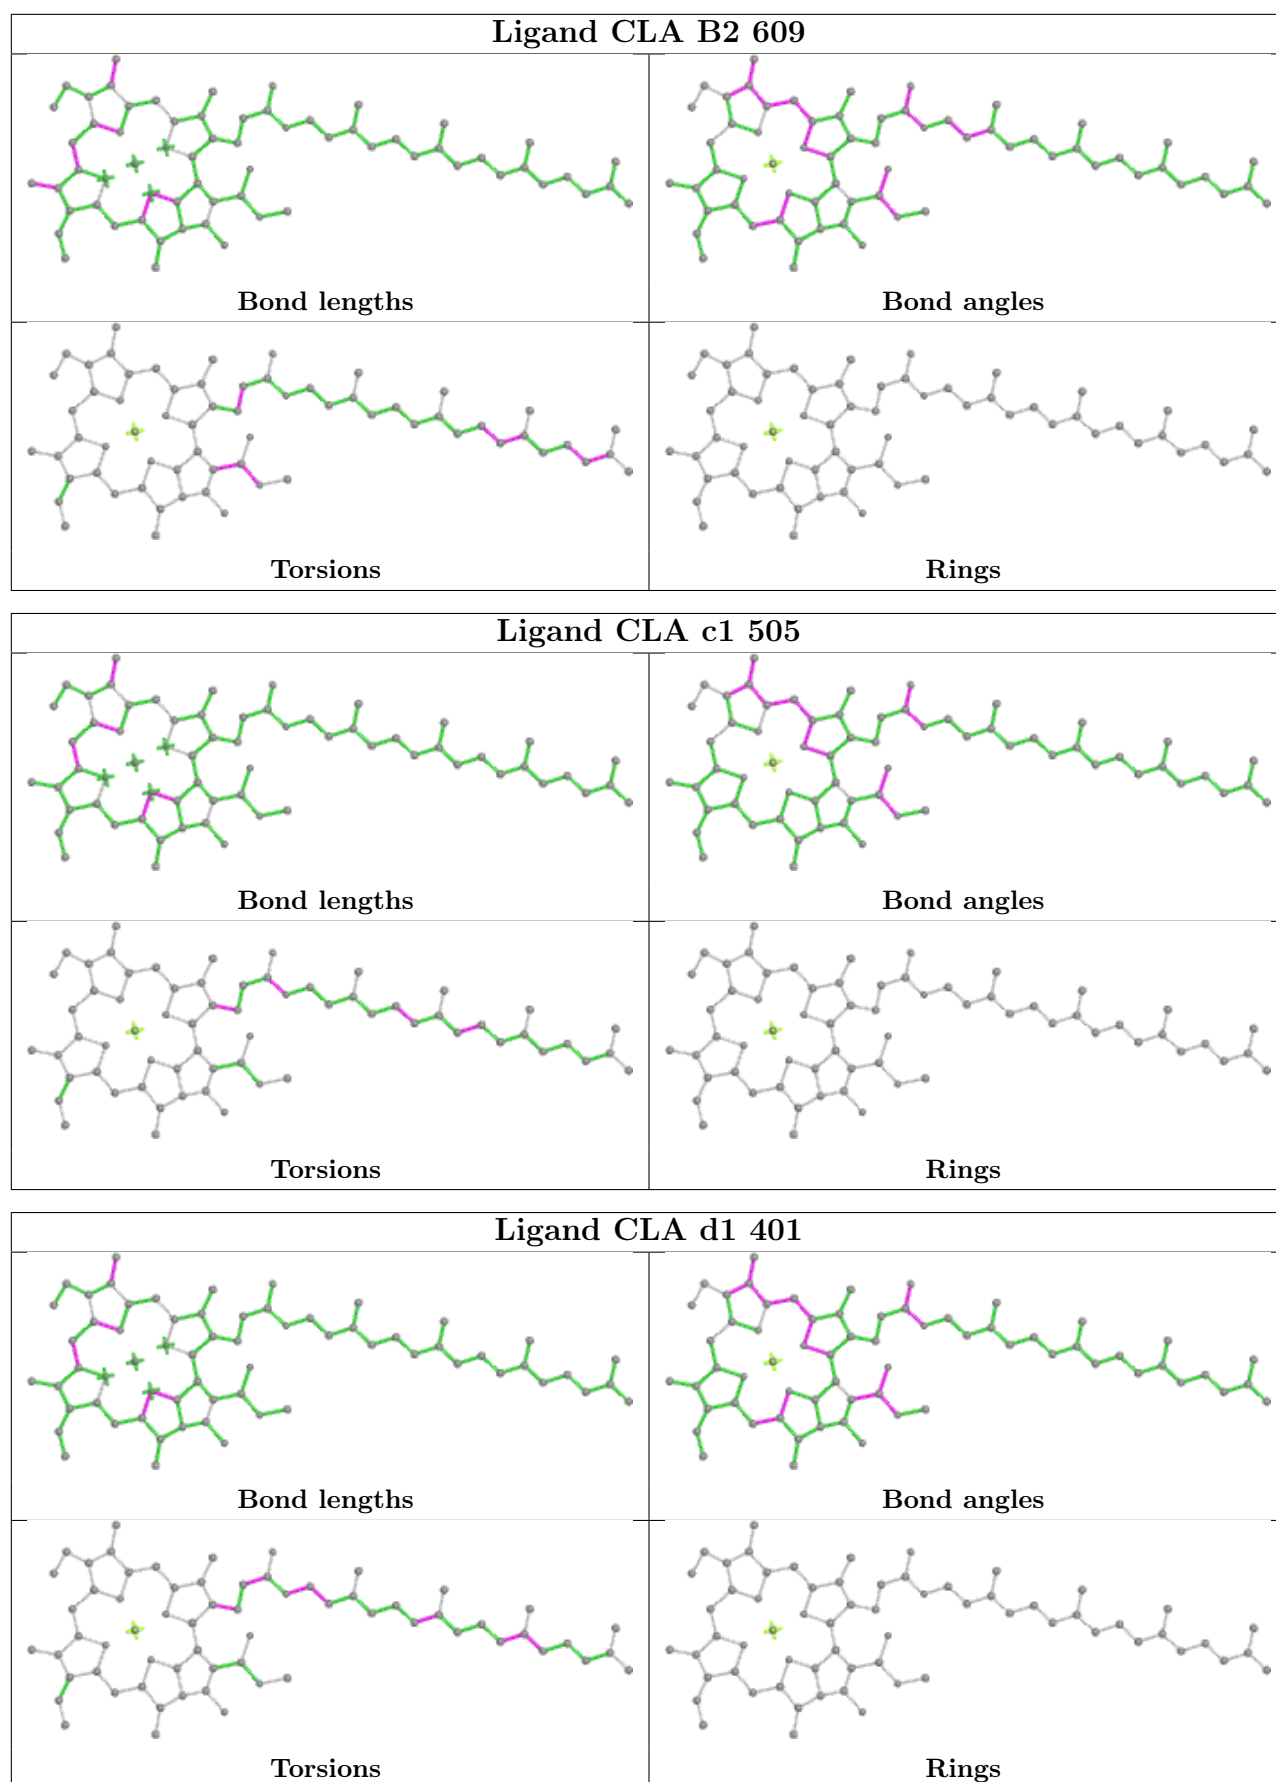 Ligand CLA B2 609
Bond lengths
Bond angles
Torsions
Rings
Ligand CLA c1 505
Bond lengths
Bond angles
Torsions
Rings
Ligand CLA d1 401
Bond lengths
Bond angles
Torsions
Rings